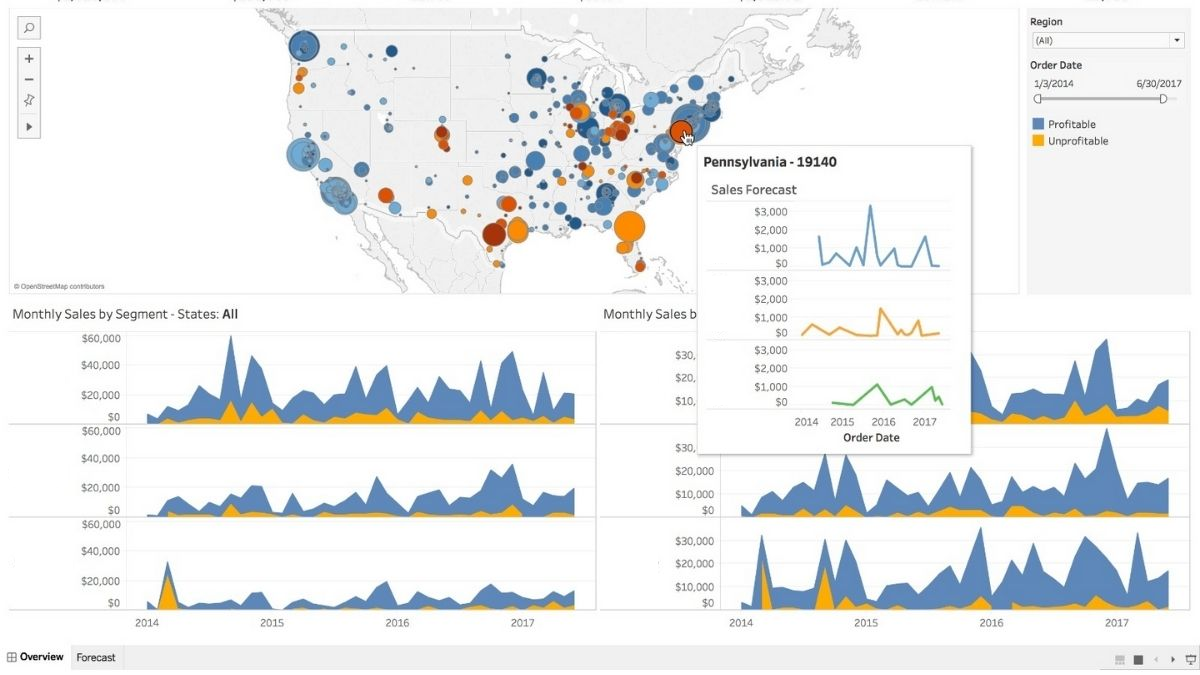 Region
(All)
Order Date
1/3/2014 6/30/2017
Profitable
Unprofitable
© OpenStreetMap contributors
Pennsylvania - 19140
Sales Forecast
$3,000
$2,000
$1,000
$0
$3,000
$2,000
$1,000
$0
$3,000
$2,000
$1,000
$0
2014 2015 2016 2017
Order Date
Monthly Sales by Segment - States: All
$60,000
$40,000
$20,000
$0
$60,000
$40,000
$20,000
$0
$60,000
$40,000
$20,000
$0
2014 2015 2016 2017
Monthly Sales b
$30,
$20,
$10,
$30,
$20,000
$10,000
$0
$30,000
$20,000
$10,000
$0
2014 2015 2016 2017
Overview Forecast